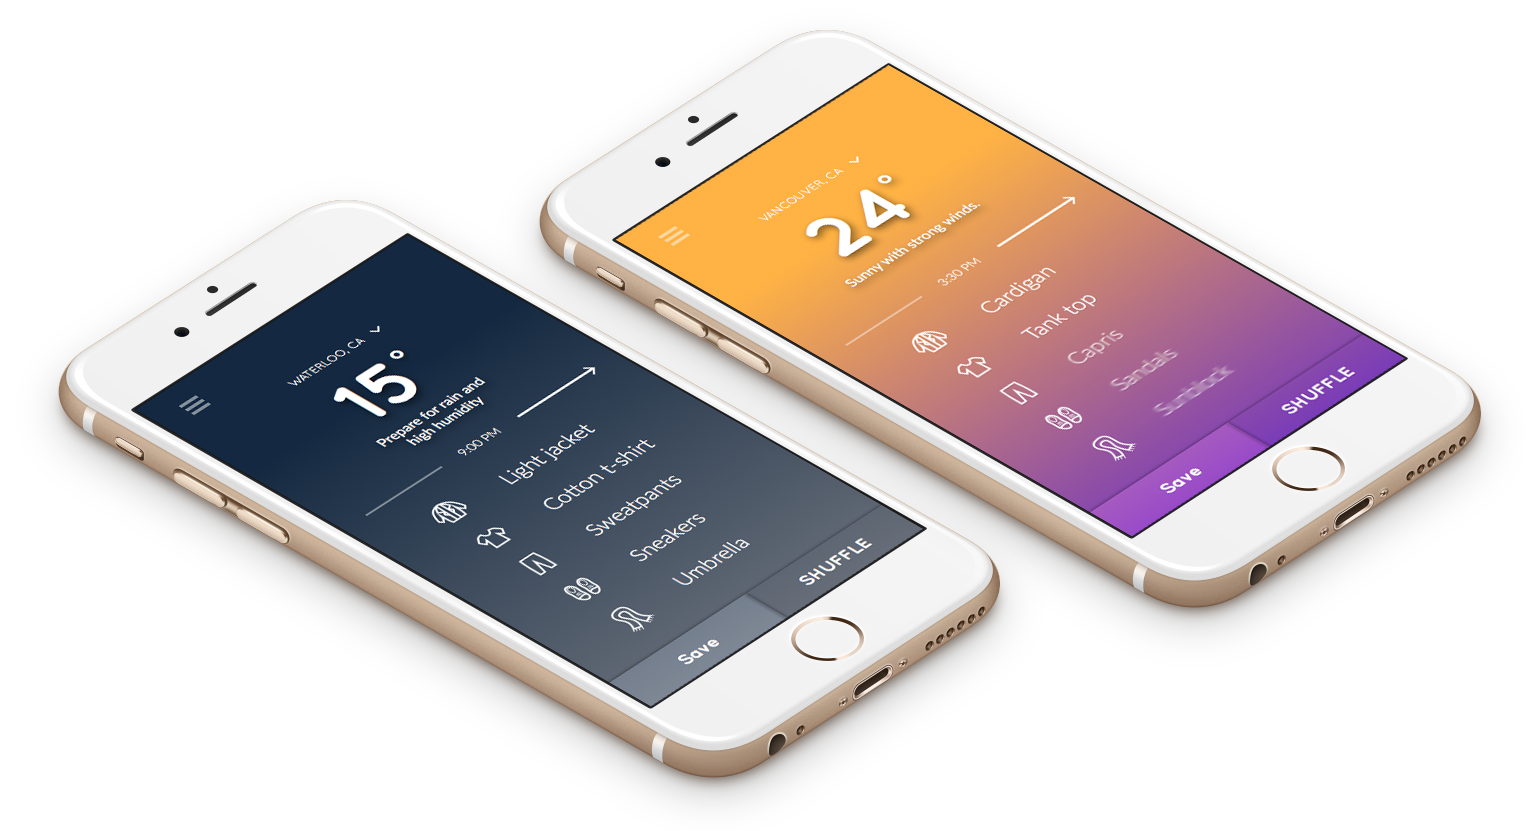 WATERLOO, CA
15°
Prepare for rain and
high humidity
9:00 PM
Light jacket
Cotton t-shirt
Sweatpants
Sneakers
Umbrella
Save
SHUFFLE
VANCOUVER, CA
24°
Sunny with strong winds.
3:30 PM
Cardigan
Tank top
Capris
Sandals
Sunblock
Save
SHUFFLE